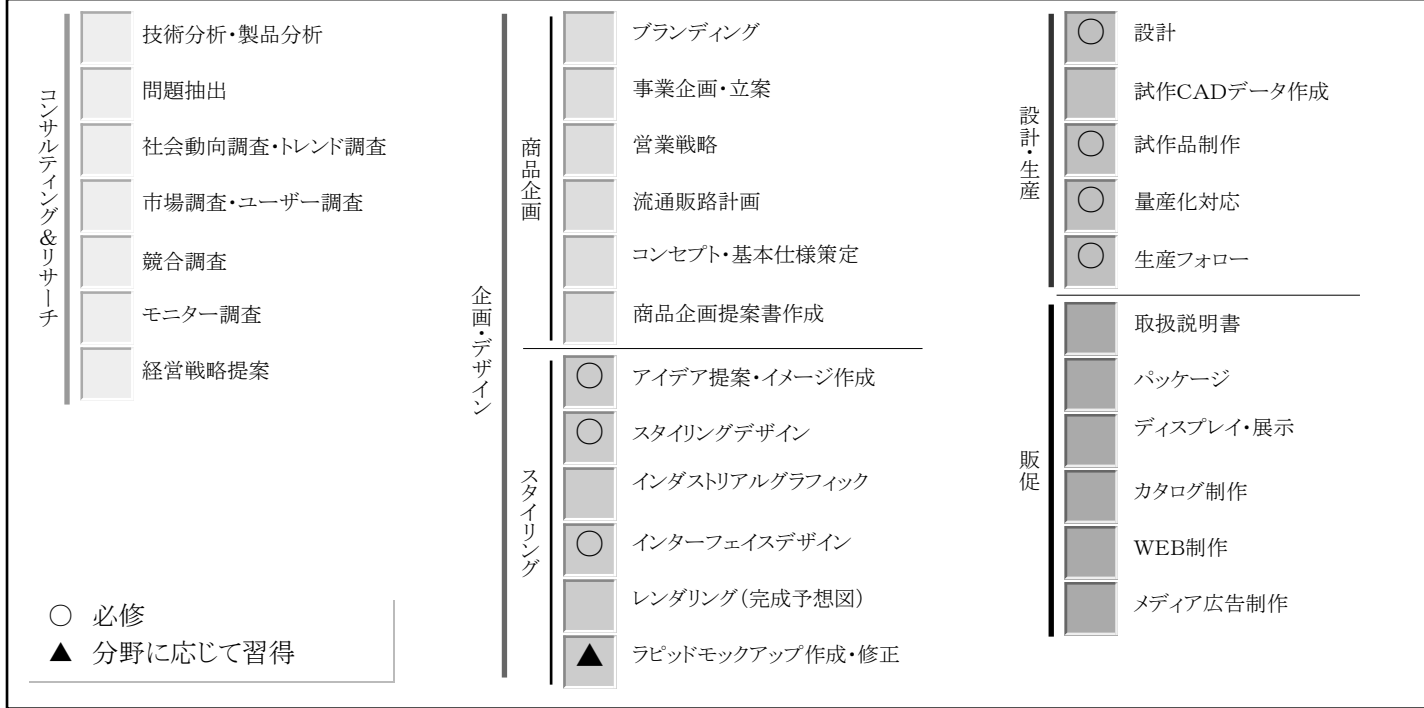 コンサルティング&リサーチ
技術分析・製品分析
問題抽出
社会動向調査・トレンド調査
市場調査・ユーザー調査
競合調査
モニター調査
経営戦略提案
企画・デザイン
商品企画
ブランディング
事業企画・立案
営業戦略
流通販路計画
コンセプト・基本仕様策定
商品企画提案書作成
スタイリング
○ アイデア提案・イメージ作成
○ スタイリングデザイン
インダストリアルグラフィック
○ インターフェイスデザイン
レンダリング(完成予想図)
▲ ラピッドモックアップ作成・修正
設計・生産
○ 設計
試作CADデータ作成
○ 試作品制作
○ 量産化対応
○ 生産フォロー
販促
取扱説明書
パッケージ
ディスプレイ・展示
カタログ制作
WEB制作
メディア広告制作
○ 必修
▲ 分野に応じて習得